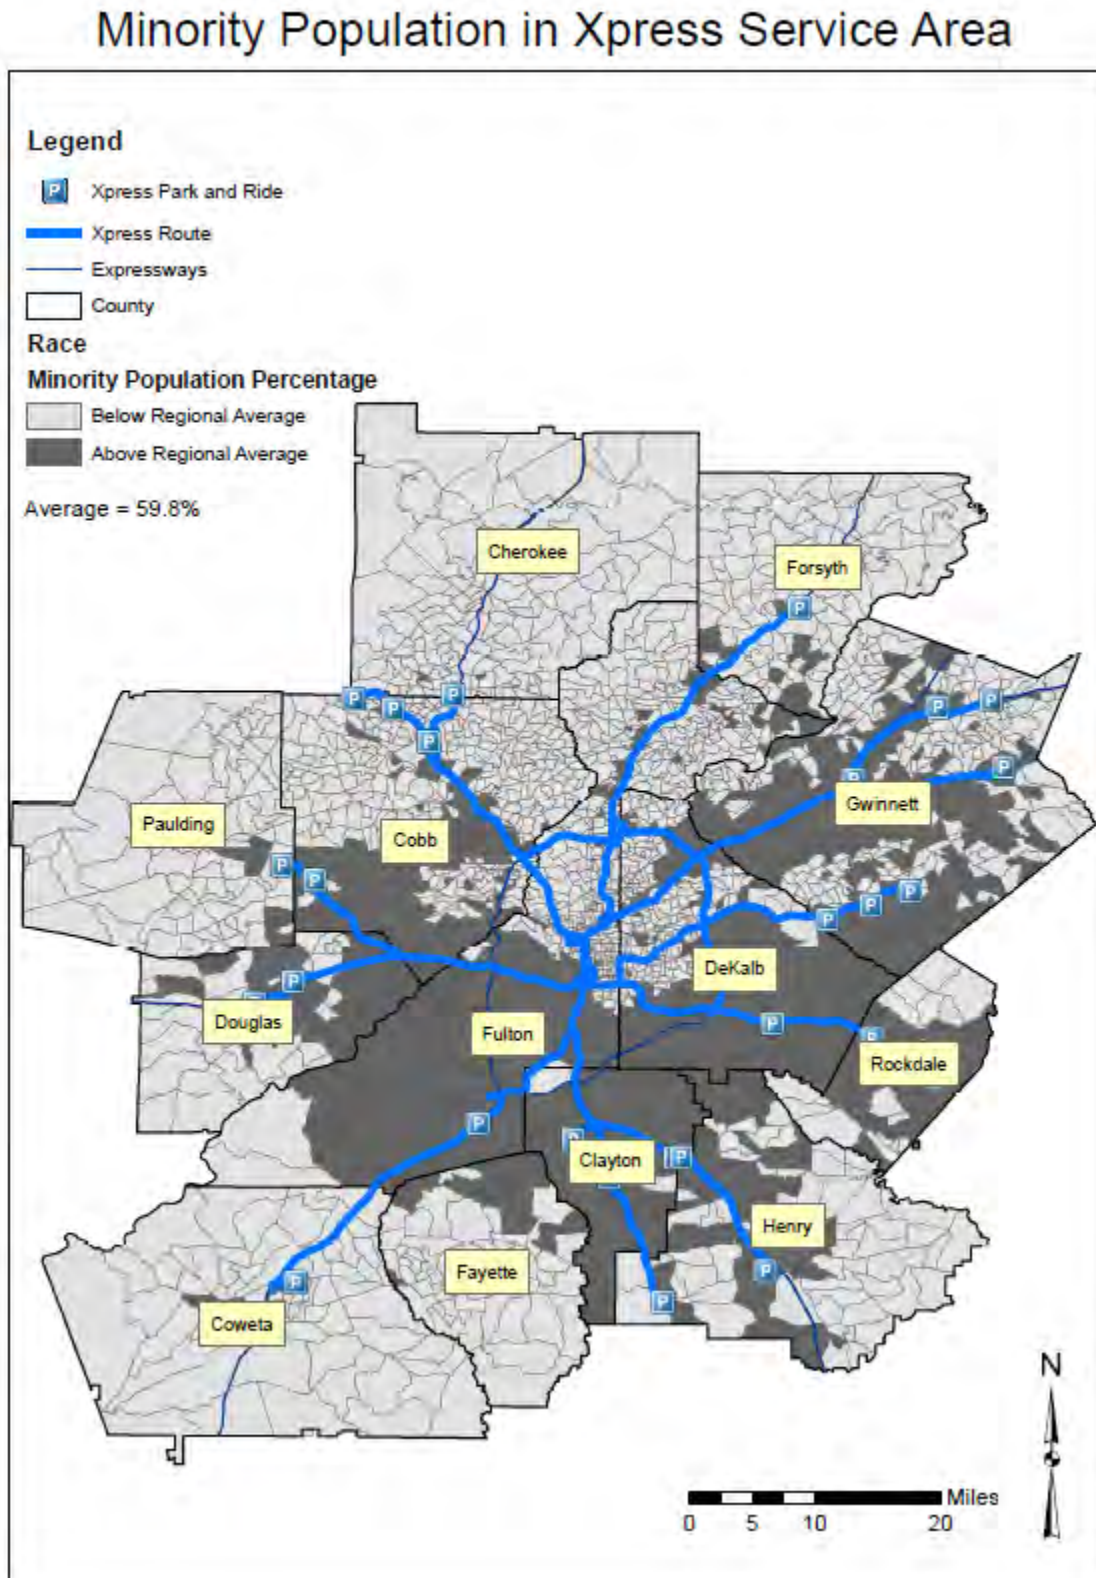 Minority Population in Xpress Service Area
Legend
P Xpress Park and Ride
Xpress Route
Expressways
County
Race
Minority Population Percentage
Below Regional Average
Above Regional Average
Average = 59.8%
Cherokee
Forsyth
P
P
P
P
P
P
P
P
P
P
Gwinnett
Paulding
Cobb
P
P
P
P
P
P
DeKalb
P
Douglas
P
Fulton
P
Rockdale
P
P
Clayton
P
Henry
P
Fayette
P
P
Coweta
N
Miles
0 5 10 20